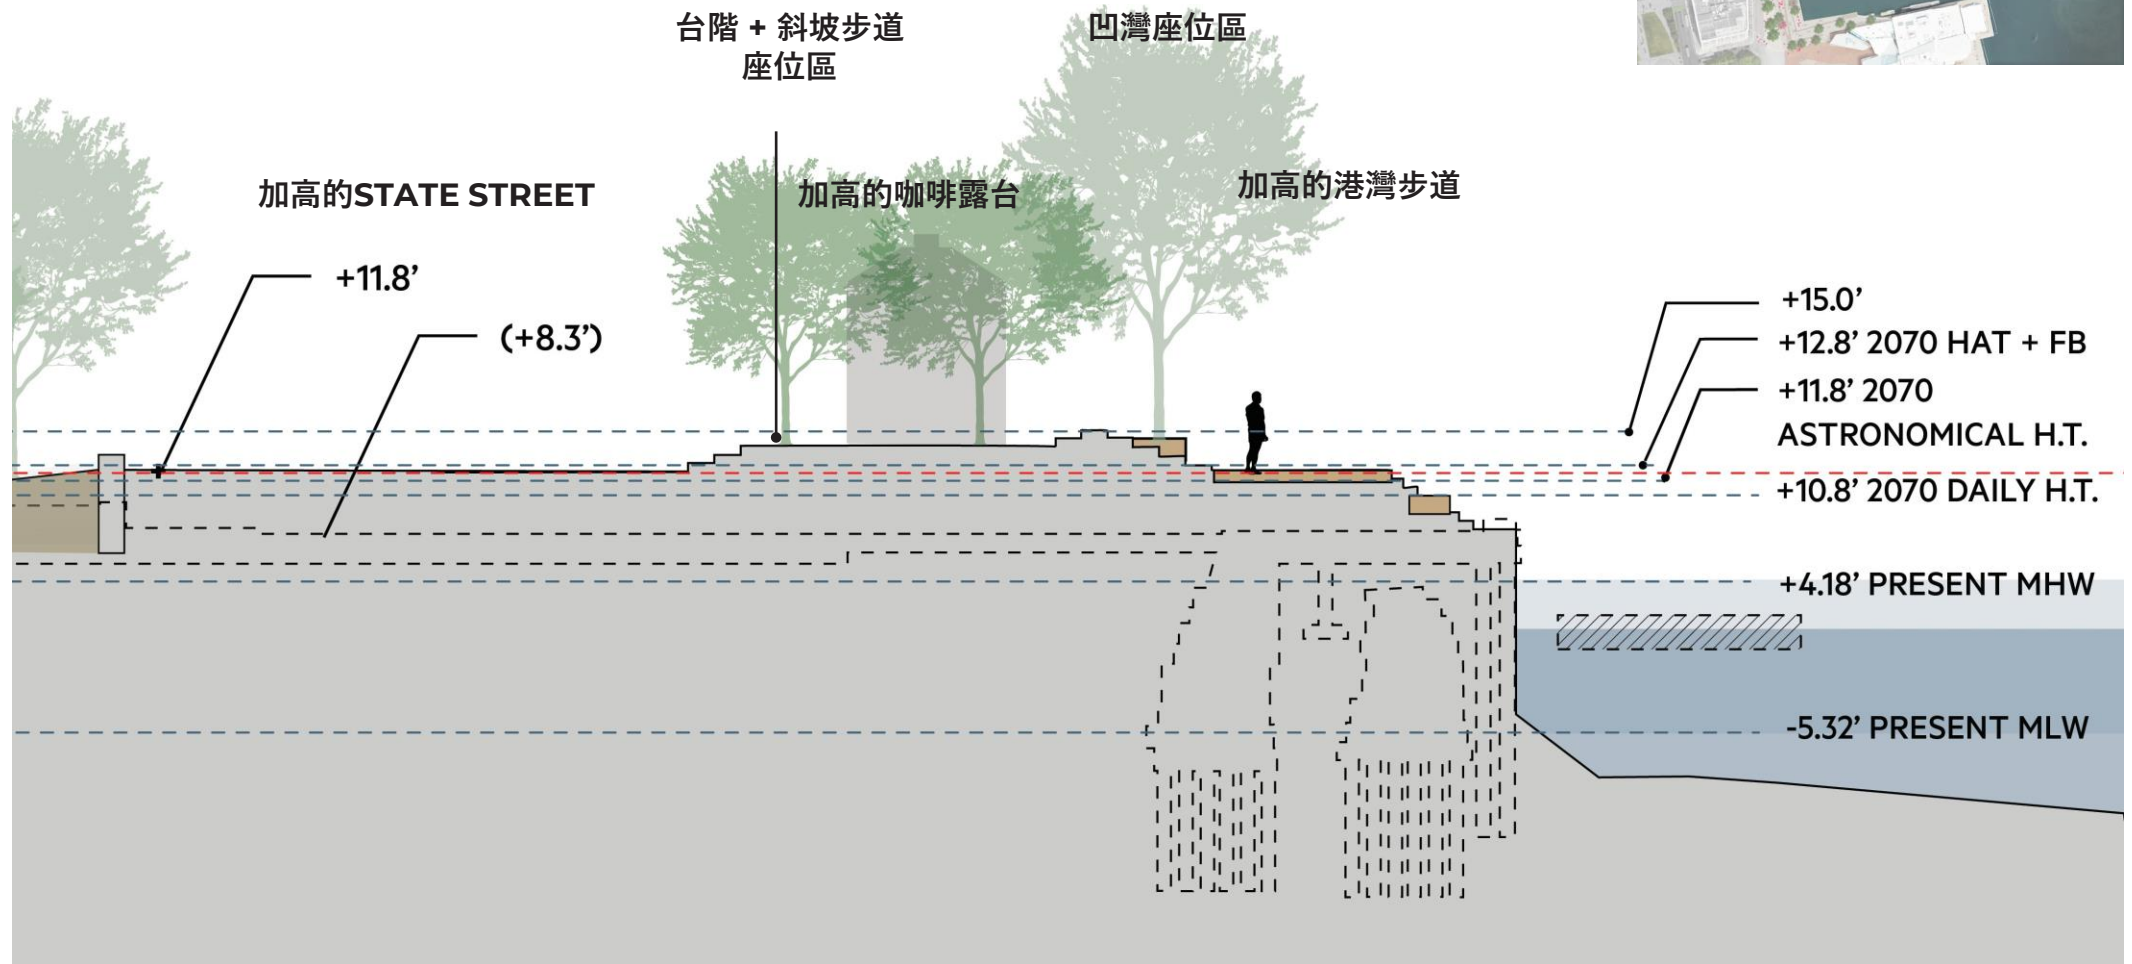 台階 + 斜坡步道
座位區
凹灣座位區
加高的STATE STREET
加高的咖啡露台
加高的港灣步道
+11.8’
(+8.3’)
+15.0’
+12.8’ 2070 HAT + FB
+11.8’ 2070
ASTRONOMICAL H.T.
+10.8’ 2070 DAILY H.T.
+4.18’ PRESENT MHW
-5.32’ PRESENT MLW